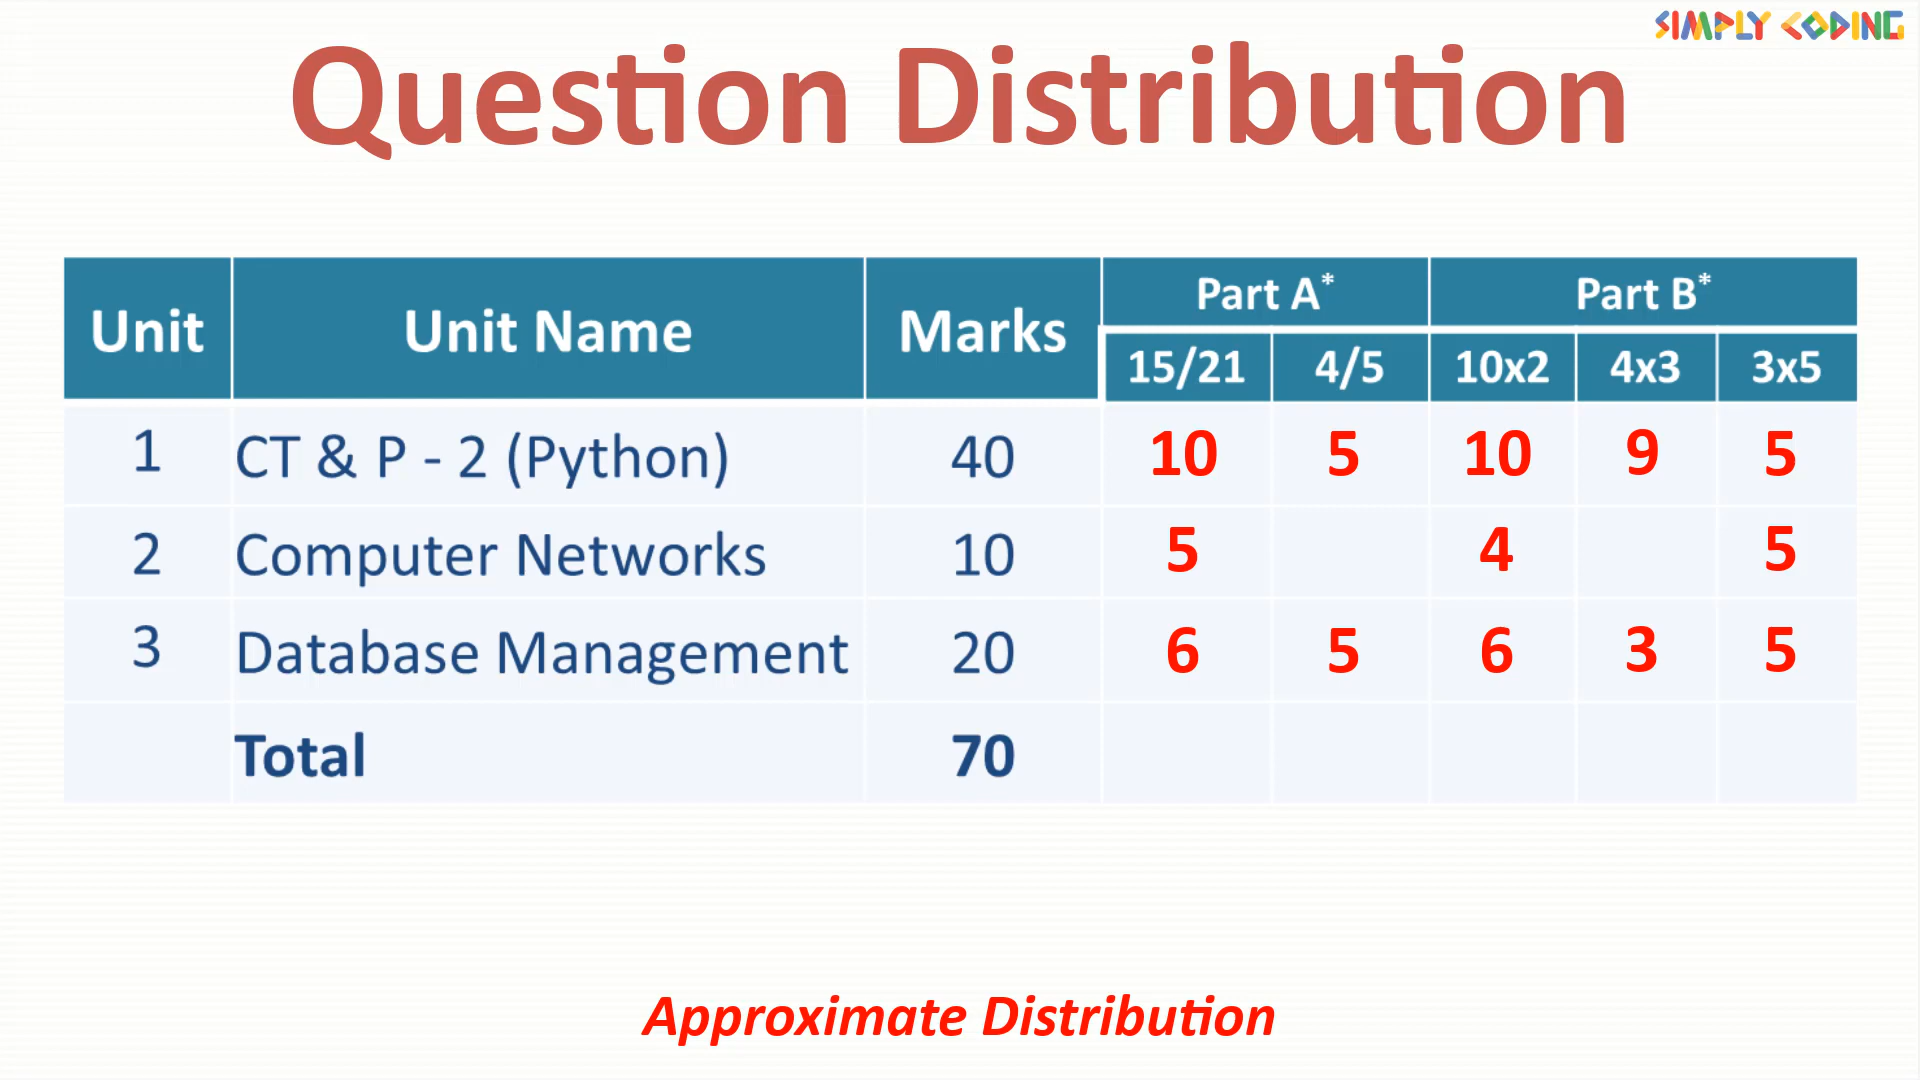 SIMPLY CODING
Question Distribution
Unit Unit Name Marks Part A* Part B*
15/21 4/5 10x2 4x3 3x5
1 CT & P - 2 (Python) 40 10 5 10 9 5
2 Computer Networks 10 5 4 5
3 Database Management 20 6 5 6 3 5
Total 70
Approximate Distribution